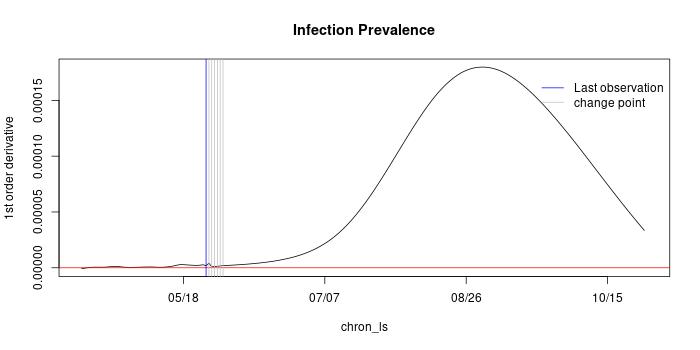 Infection Prevalence
1st order derivative
0.00000
0.00005
0.00010
0.00015
Last observation
change point
05/18
07/07
08/26
10/15
chron_ls